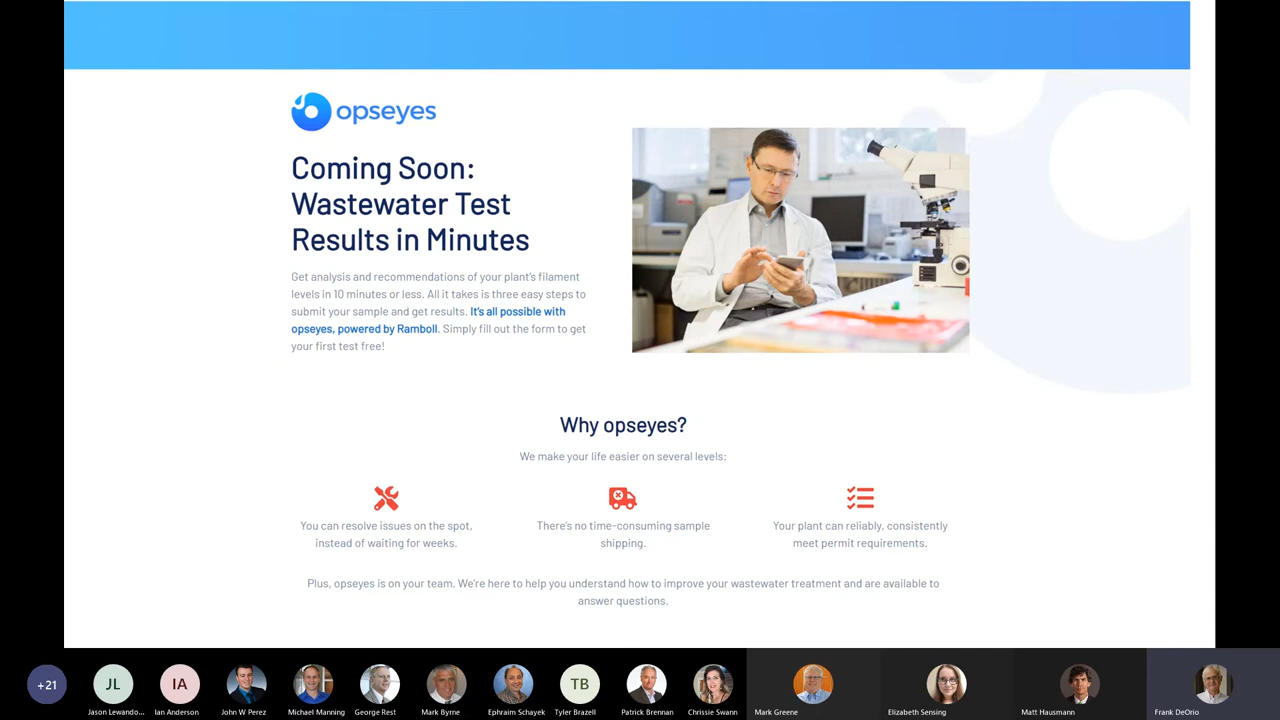 opseyes
Coming Soon:
Wastewater Test
Results in Minutes
Get analysis and recommendations of your plant's filament
levels in 10 minutes or less. All it takes is three easy steps to
submit your sample and get results. It's all possible with
opseyes, powered by Ramboll. Simply fill out the form to get
your first test free!
Why opseyes?
We make your life easier on several levels:
You can resolve issues on the spot,
instead of waiting for weeks.
There's no time-consuming sample
shipping.
Your plant can reliably, consistently
meet permit requirements.
Plus, opseyes is on your team. We're here to help you understand how to improve your wastewater treatment and are available to
answer questions.
+21
JL
IA
TB
Jason Lewando...
Ian Anderson
John W Perez
Michael Manning
George Rest
Mark Byrne
Ephraim Schayek
Tyler Brazell
Patrick Brennan
Chrissie Swann
Mark Greene
Elizabeth Sensing
Matt Hausmann
Frank DeOrio